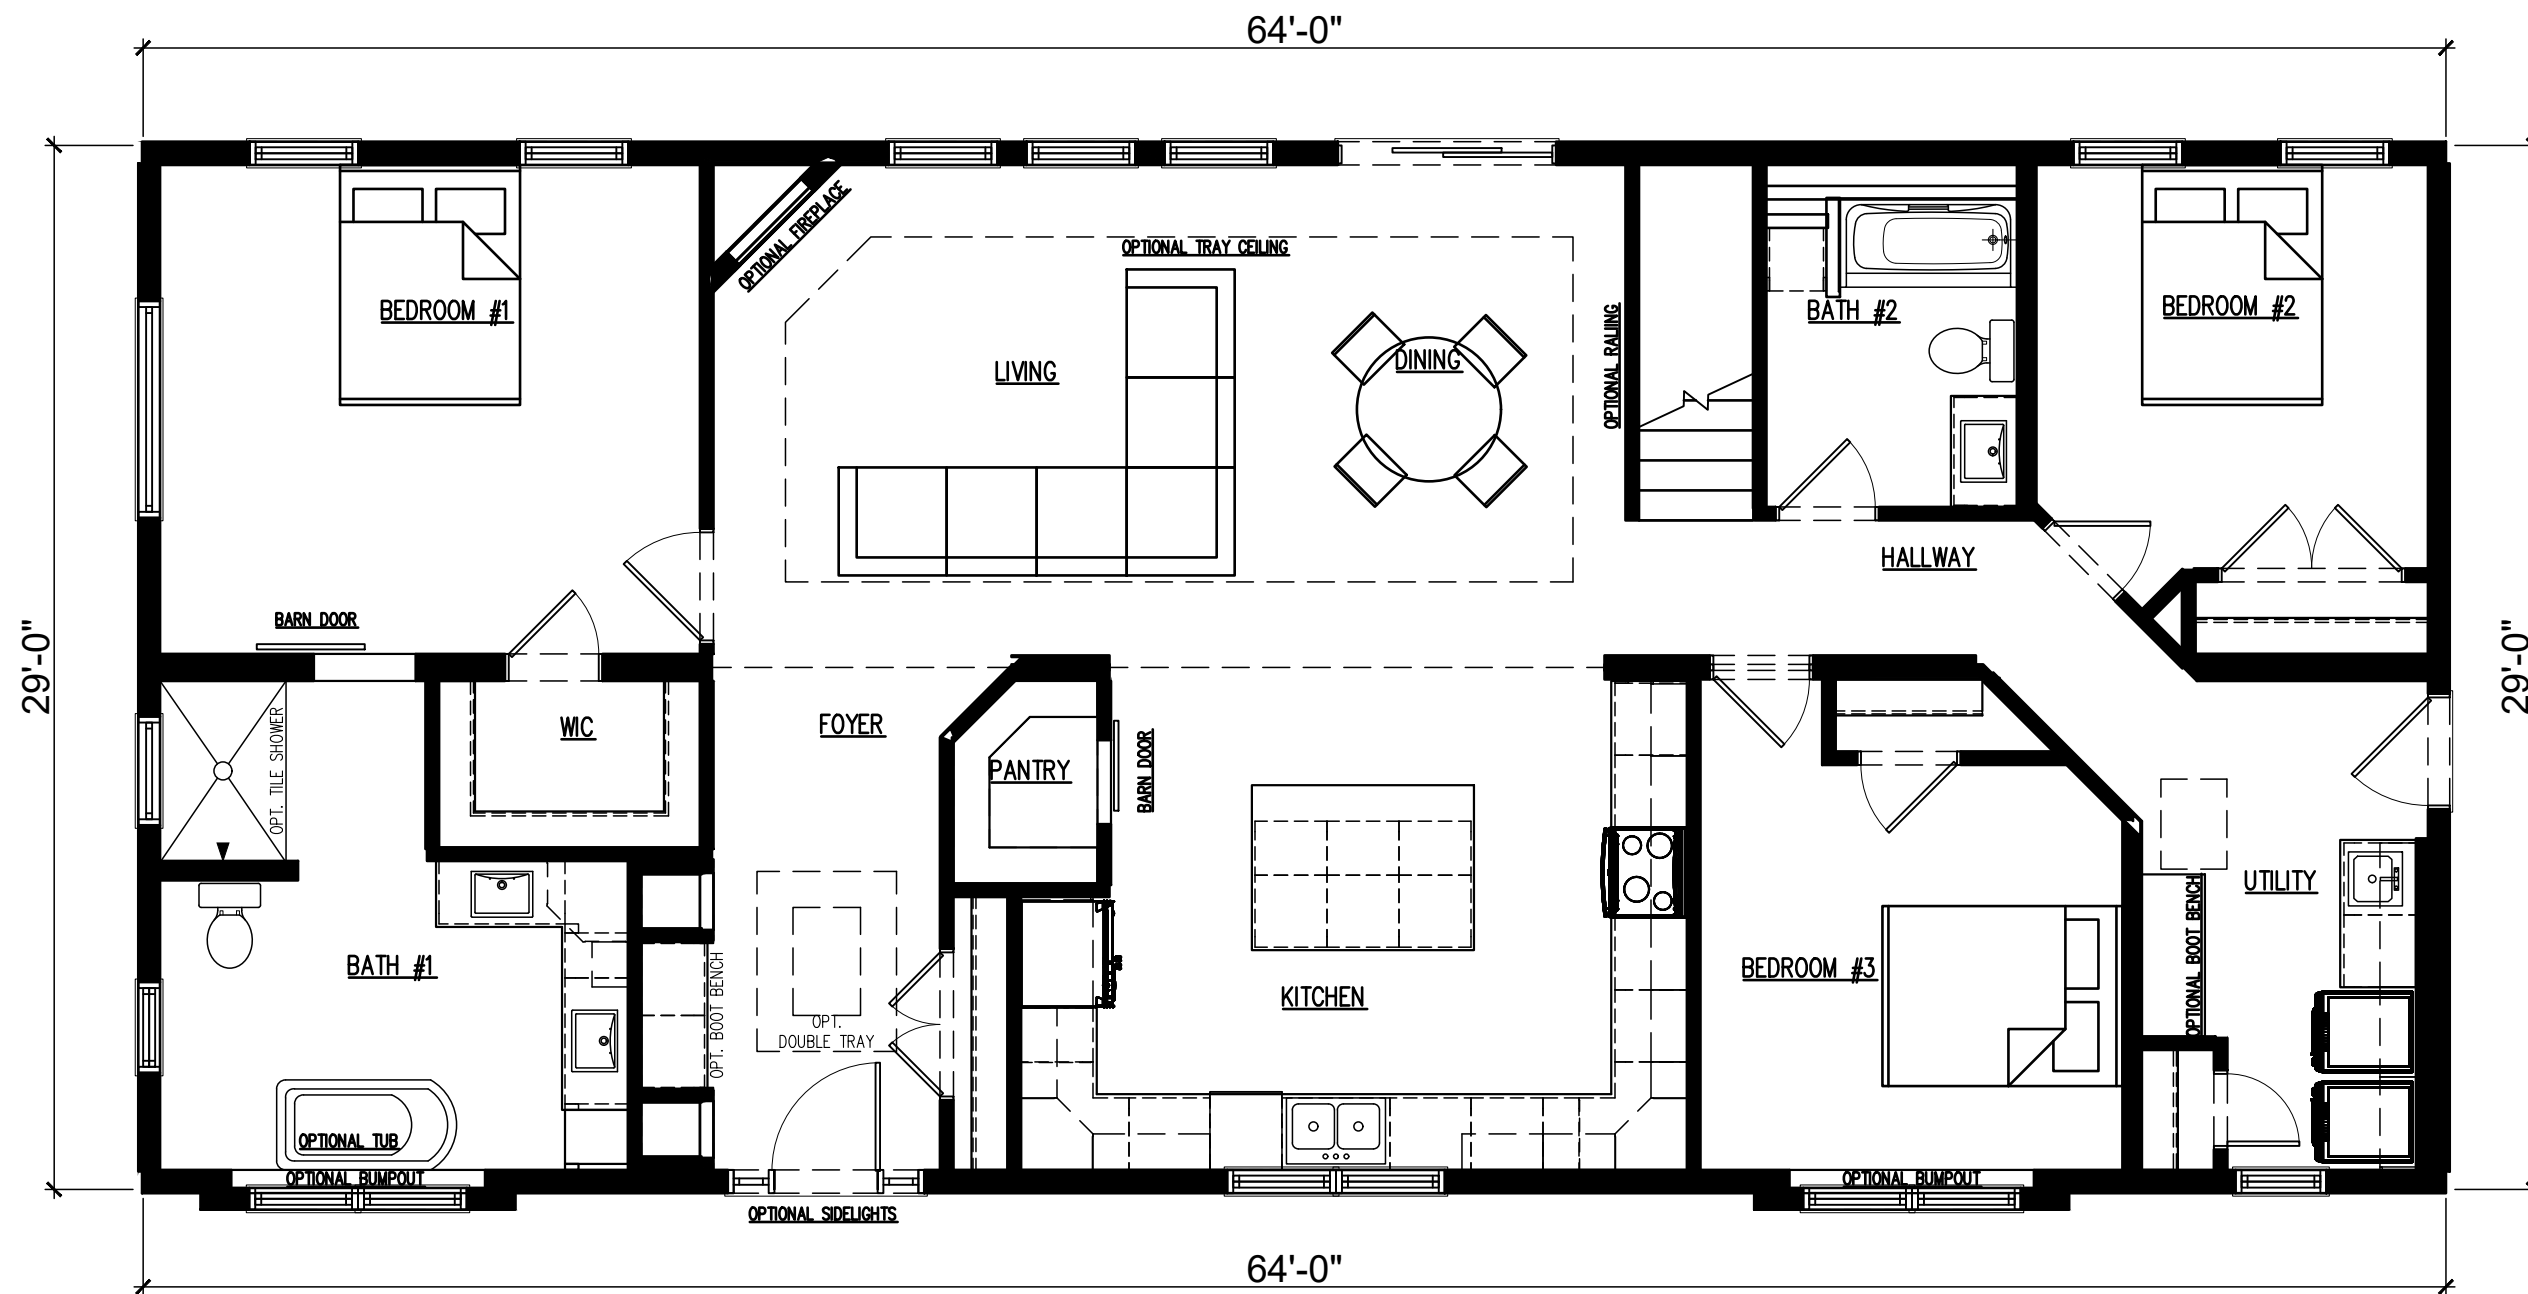 64'-0"
OPTIONAL FIREPLACE
OPTIONAL TRAY CEILING
BEDROOM #1
LIVING
DINING
OPTIONAL RALIING
BATH #2
BEDROOM #2
HALLWAY
BARN DOOR
29'-0"
29'-0"
OPT. TILE SHOWER
WIC
FOYER
PANTRY
BARN DOOR
UTILITY
OPTIONAL BOOT BENCH
BATH #1
OPT. BOOT BENCH
OPT.
DOUBLE TRAY
KITCHEN
BEDROOM #3
OPTIONAL TUB
OPTIONAL BUMPOUT
OPTIONAL BUMPOUT
OPTIONAL SIDELIGHTS
64'-0"